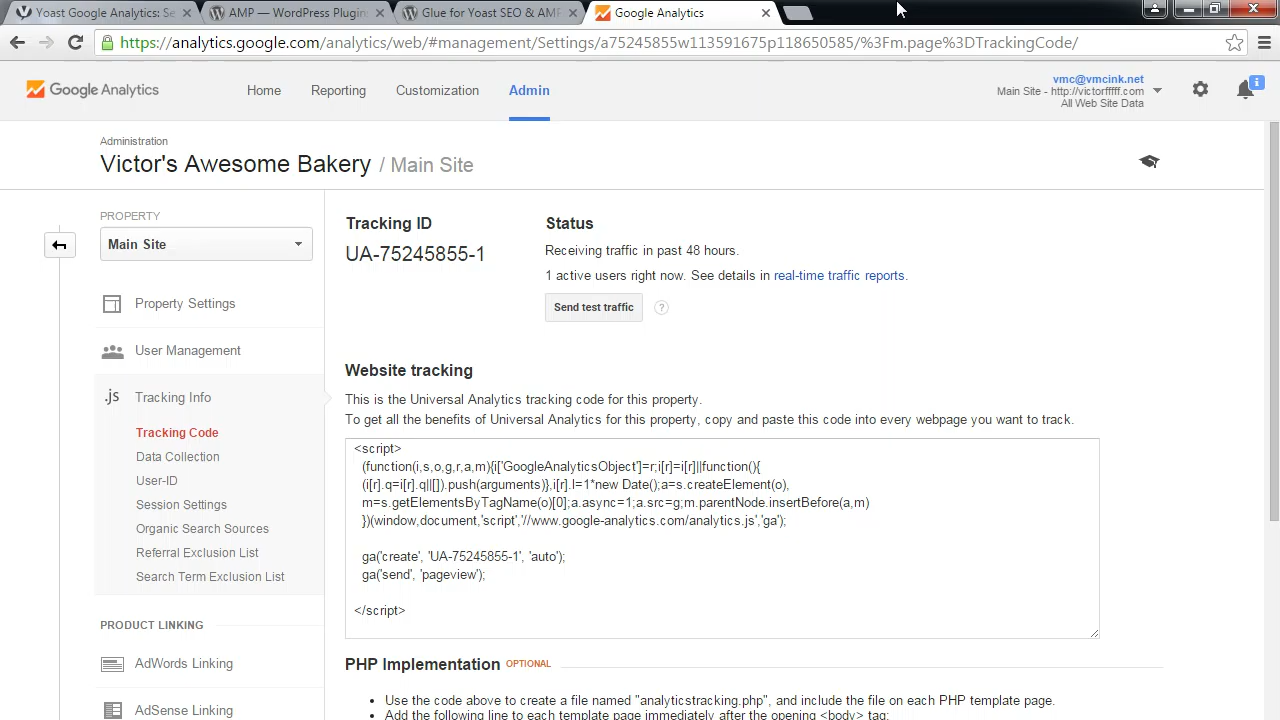 Yoast Google Analytics: Se
AMP — WordPress Plugin
Glue for Yoast SEO & AMP
Google Analytics
https://analytics.google.com/analytics/web/#management/Settings/a75245855w113591675p118650585/%3Fm.page%3DTrackingCode/
Google Analytics
Home
Reporting
Customization
Admin
vmc@vmcink.net
Main Site - http://victorfffff.com
All Web Site Data
i
Administration
Victor's Awesome Bakery / Main Site
PROPERTY
Main Site
Property Settings
User Management
.js Tracking Info
Tracking Code
Data Collection
User-ID
Session Settings
Organic Search Sources
Referral Exclusion List
Search Term Exclusion List
PRODUCT LINKING
AdWords Linking
AdSense Linking
Tracking ID
UA-75245855-1
Status
Receiving traffic in past 48 hours.
1 active users right now. See details in real-time traffic reports.
Send test traffic
?
Website tracking
This is the Universal Analytics tracking code for this property.
To get all the benefits of Universal Analytics for this property, copy and paste this code into every webpage you want to track.
<script>
(function(i,s,o,g,r,a,m){i['GoogleAnalyticsObject']=r;i[r]=i[r]||function(){
(i[r].q=i[r].q||[]).push(arguments)},i[r].l=1*new Date();a=s.createElement(o),
m=s.getElementsByTagName(o)[0];a.async=1;a.src=g;m.parentNode.insertBefore(a,m)
})(window,document,'script','//www.google-analytics.com/analytics.js','ga');
ga('create', 'UA-75245855-1', 'auto');
ga('send', 'pageview');
</script>
PHP Implementation OPTIONAL
• Use the code above to create a file named "analyticstracking.php", and include the file on each PHP template page.
• Add the following line to each template page immediately after the opening <body> tag: